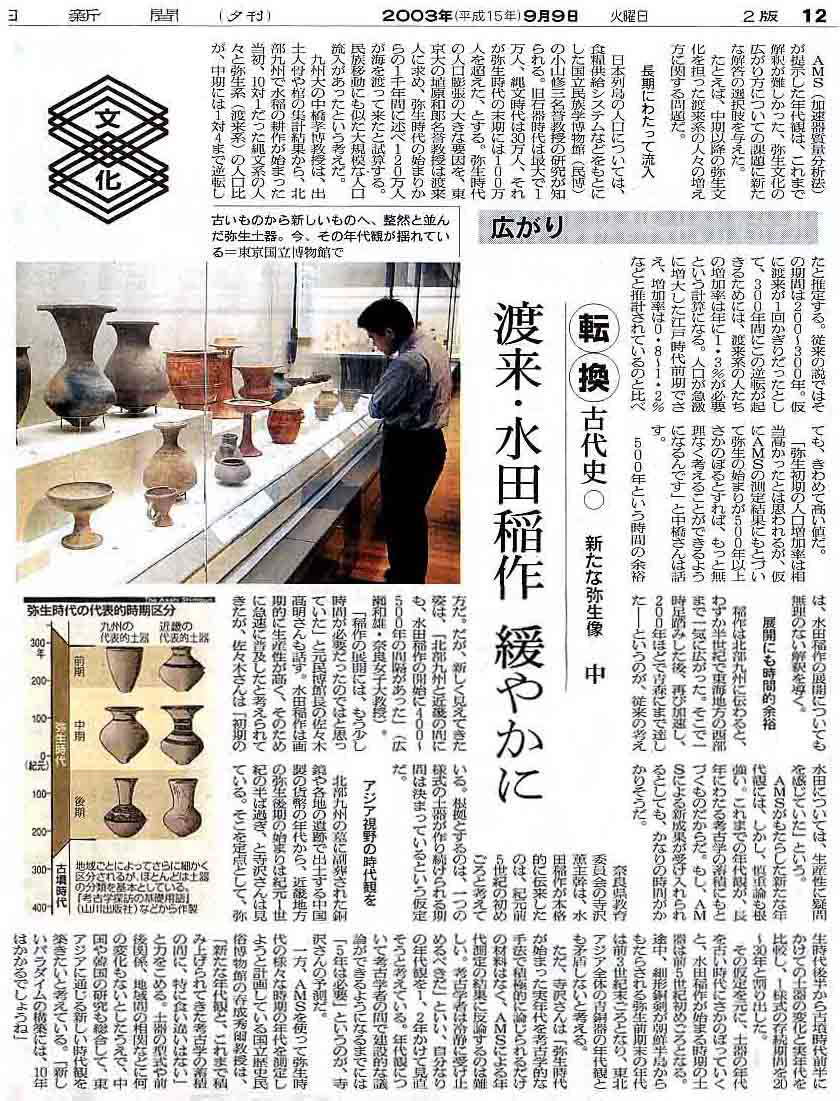 日 新 聞 (夕刊) 2003年(平成15年)9月9日 火曜日 2版 12
文化
広がり
転換 古代史○
新たな弥生像 中
渡来・水田稲作 緩やかに
AMS(加速器質量分析法)
が提示した年代観は、これまで
解釈が難しかった、弥生文化の
広がり方についての課題に新た
な解答の選択肢を与えた。
たとえば、中期以降の弥生文
化を担った渡来系の人々の増え
方に関する問題だ。
長期にわたって流入
日本列島の人口については、
食糧供給システムなどをもとに
した国立民族学博物館(民博)
の小山修三名誉教授の研究が知
られる。旧石器時代は最大で1
万人、縄文時代は30万人、それ
が弥生時代の末期には100万
人を超えた、とする。弥生時代
の人口膨張の大きな要因を、東
京大の埴原和郎名誉教授は渡来
人に求め、弥生時代の始まりか
らの1千年間に述べ120万人
が海を渡って来たと試算する。
民族移動にも似た大規模な人口
流入があったという考えだ。
九州大の中橋孝博教授は、出
土人骨や棺の集計結果から、北
部九州で水稲の耕作が始まった
当初、10対1だった縄文系の人
々と弥生系(渡来系)の人口比
が、中期には1対4まで逆転し
たと推定する。従来の説ではそ
の期間は200~300年。仮
に渡来が1回かぎりだったとし
て、300年間にこの逆転が起
きるためには、渡来系の人たち
の増加率は年に1・3%が必要
という計算になる。人口が急激
に増大した江戸時代前期でさ
え、増加率は0・8~1・2%
などと推計されているのと比べ
ても、きわめて高い値だ。
「弥生初期の人口増加率は相
当高かったとは思われるが、仮
にAMSの測定結果にもとづい
て弥生の始まりが500年以上
さかのぼるとすれば、もっと無
理なく考えることができるよう
になるんです」と中橋さんは話
す。
500年という時間の余裕
は、水田稲作の展開についても
無理のない解釈を導く。
展開にも時間的余裕
稲作は北部九州に伝わると、
わずか半世紀で東海地方の西部
まで一気に広がった。そこで一
時足踏みした後、再び加速し、
200年ほどで青森にまで達し
た――というのが、従来の考え
方だ。だが、新しく見えてきた
姿は、「北部九州と近畿の間に
も、水田稲作の開始に400~
500年の間隔があった」(広
瀬和雄・奈良女子大教授)。
「稲作の展開には、もう少し
時間が必要だったのではと思っ
ていた」と元民博館長の佐々木
高明さんも話す。水田稲作は画
期的に生産性が高く、そのため
に急速に普及したと考えられて
きたが、佐々木さんは「初期の
水田については、生産性に疑問
を感じていた」という。
AMSがもたらした新たな年
代観には、しかし、慎重論も根
強い。これまでの年代観が、長
年にわたる考古学の蓄積にもと
づくものだからだ。もし、AM
Sによる新成果が受け入れられ
るとしても、かなりの時間がか
かりそうだ。
奈良県教育
委員会の寺沢
薫主幹は、水
田稲作が本格
的に伝来した
のは、紀元前
5世紀の初め
ごろと考えて
いる。根拠とするのは、一つの
様式の土器が作り続けられる期
間は決まっているという仮定
だ。
アジア視野の時代観を
北部九州の墓に副葬された銅
鏡や各地の遺跡で出土する中国
製の貨幣の年代から、近畿地方
の弥生後期の始まりは紀元1世
紀の半ば過ぎ、と寺沢さんは見
ている。そこを定点として、弥
生時代後半から古墳時代前半に
かけての土器の変化と実年代を
比較し、1様式の存続期間を20
~30年と割り出した。
その仮定を元に、土器の年代
を古い時代にさかのぼっていく
と、水田稲作が始まる時期の土
器は前5世紀初めごろとなる。
途中、細形銅剣が朝鮮半島から
もたらされる弥生前期末の年代
は前3世紀末ごろとなり、東北
アジア全体の青銅器の年代観と
も矛盾しないと考える。
ただ、寺沢さんは「弥生時代
が始まった実年代を考古学的な
手法で積極的に論じられるだけ
の材料はなく、AMSによる年
代測定の結果に反論するのは難
しい。考古学者は冷静に受け止
めるべきだ」といい、自分なり
の年代観を1、2年かけて見直
そうと考えている。年代観につ
いて考古学者の間で建設的な議
論ができるようになるまでには
「5年は必要」というのが、寺
沢さんの予測だ。
一方、AMSを使って弥生時
代の様々な時期の年代を測定し
ようと計画している国立歴史民
俗博物館の春成秀爾教授は、
「新たな年代観と、これまで積
み上げられてきた考古学の蓄積
の間に、特に食い違いはない」
と力をこめる。土器の型式や前
後関係、地域間の相関などに何
の変化もないとしたうえで、中
国や韓国の研究も総合して、東
アジアに通じる新しい時代観を
築きたいと考えている。「新し
いパラダイムの構築には、10年
はかかるでしょうね」
古いものから新しいものへ、整然と並ん
だ弥生土器。今、その年代観が揺れてい
る=東京国立博物館で
The Asahi Shimbun
弥生時代の代表的時期区分
九州の
代表的土器
近畿の
代表的土器
300年
200
100
0
(紀元)
100
200
300
400
弥生時代
古墳時代
前期
中期
後期
地域ごとによってさらに細かく
区分されるが、ほとんどは土器
の分類を基本としている。
「考古学探訪の基礎用語」
(山川出版社)などから作製